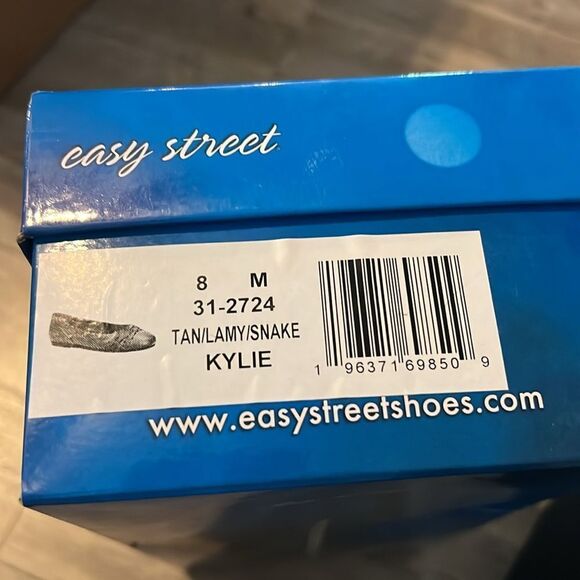 easy street
8 M
31-2724
TAN/LAMY/SNAKE
KYLIE
1 96371 69850 9
www.easystreetshoes.com